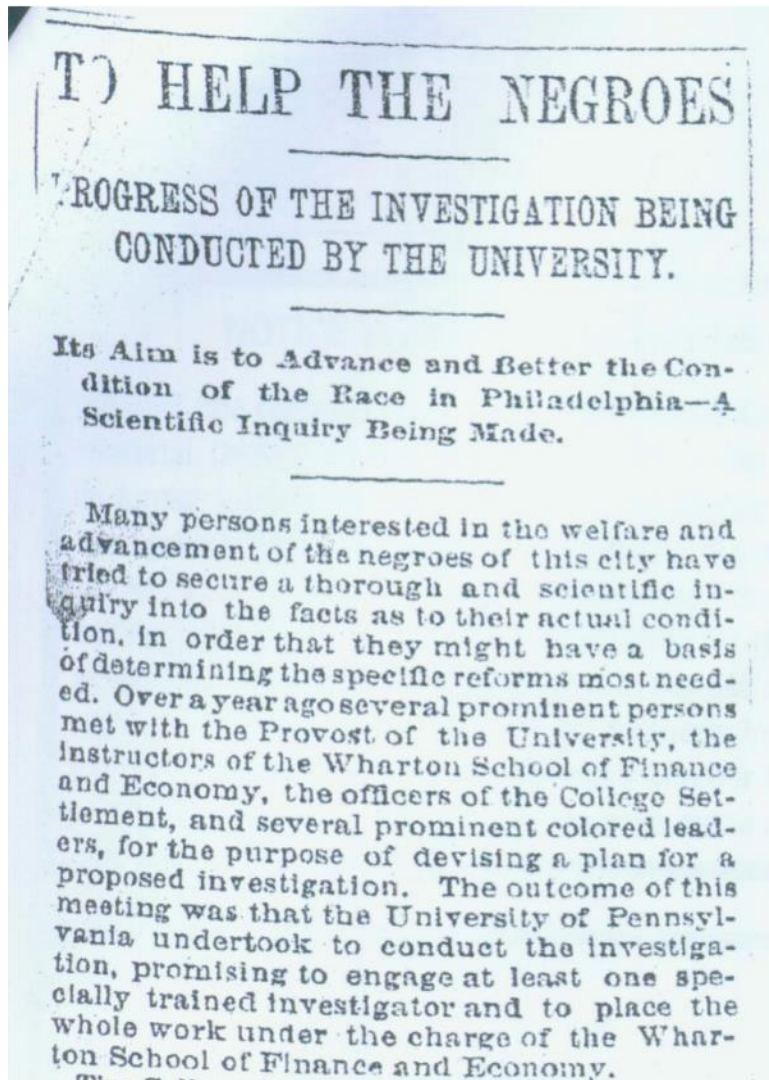 TO HELP THE NEGROES
PROGRESS OF THE INVESTIGATION BEING
CONDUCTED BY THE UNIVERSITY.
Its Aim is to Advance and Better the Con-
dition of the Race in Philadelphia—A
Scientific Inquiry Being Made.
Many persons interested in the welfare and
advancement of the negroes of this city have
tried to secure a thorough and scientific in-
quiry into the facts as to their actual condi-
tion, in order that they might have a basis
of determining the specific reforms most need-
ed. Over a year ago several prominent persons
met with the Provost of the University, the
instructors of the Wharton School of Finance
and Economy, the officers of the College Set-
tlement, and several prominent colored lead-
ers, for the purpose of devising a plan for a
proposed investigation. The outcome of this
meeting was that the University of Pennsyl-
vania undertook to conduct the investiga-
tion, promising to engage at least one spe-
cially trained investigator and to place the
whole work under the charge of the Whar-
ton School of Finance and Economy.